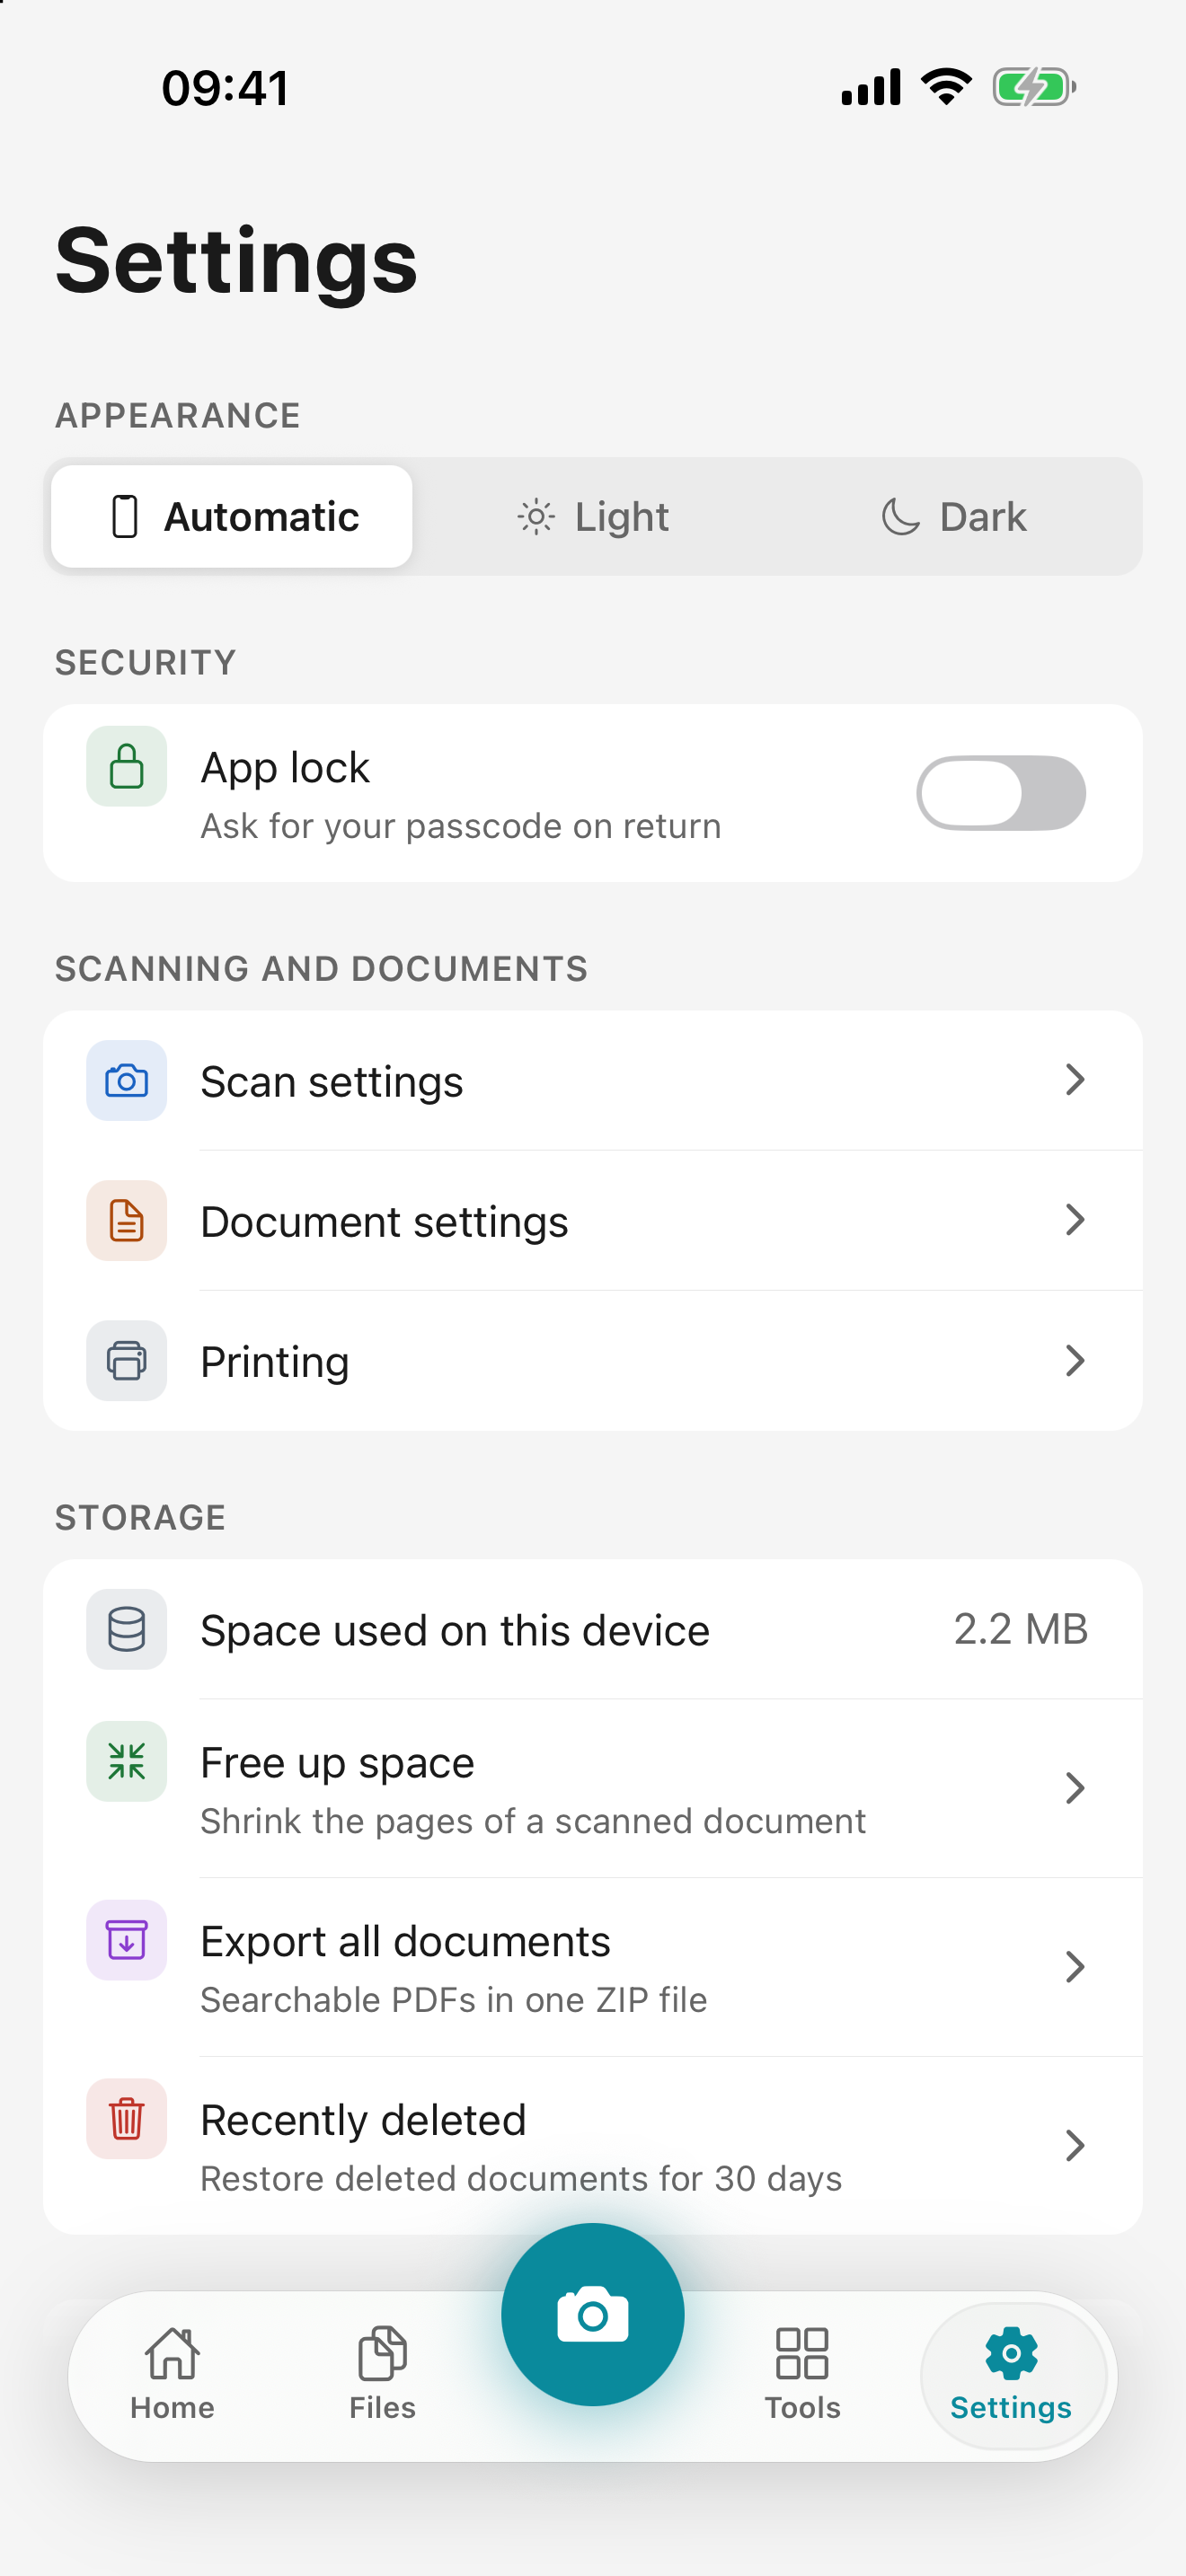 09:41
Settings
APPEARANCE
Automatic
Light
Dark
SECURITY
App lock
Ask for your passcode on return
SCANNING AND DOCUMENTS
Scan settings
Document settings
Printing
STORAGE
Space used on this device
2.2 MB
Free up space
Shrink the pages of a scanned document
Export all documents
Searchable PDFs in one ZIP file
Recently deleted
Restore deleted documents for 30 days
Home
Files
Tools
Settings